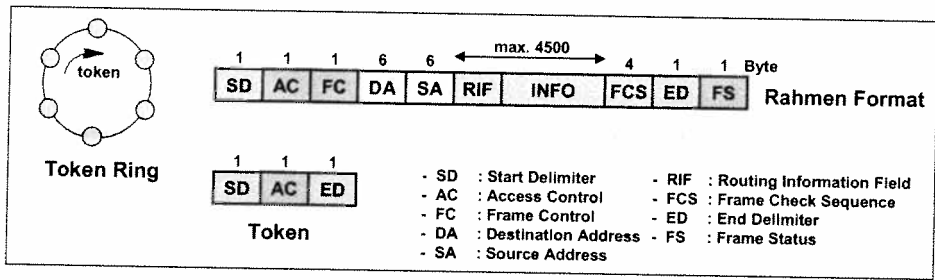 token
Token Ring
max. 4500
1 1 1 6 6 4 1 1 Byte
SD AC FC DA SA RIF INFO FCS ED FS
Rahmen Format
1 1 1
SD AC ED
Token
- SD : Start Delimiter
- AC : Access Control
- FC : Frame Control
- DA : Destination Address
- SA : Source Address
- RIF : Routing Information Field
- FCS : Frame Check Sequence
- ED : End Delimiter
- FS : Frame Status